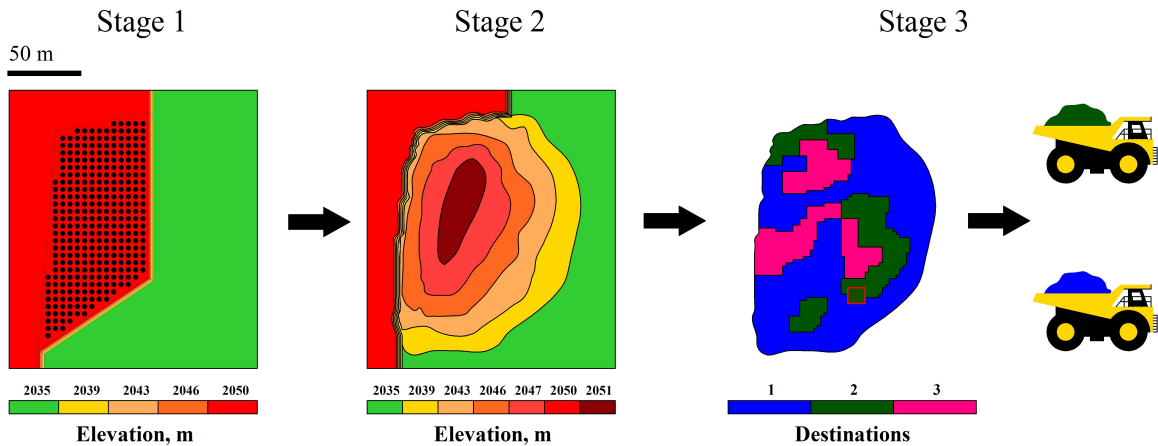 Stage 1
Stage 2
Stage 3
50 m
2035 2039 2043 2046 2050
Elevation, m
2035 2039 2043 2046 2047 2050 2051
Elevation, m
1 2 3
Destinations